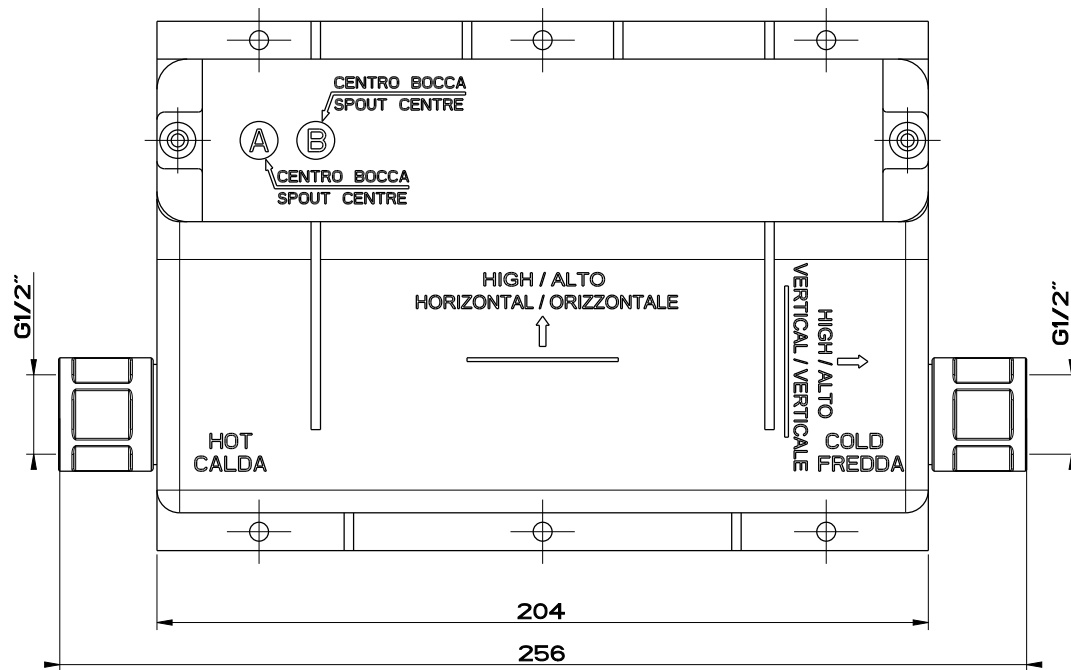 CENTRO BOCCA
SPOUT CENTRE
A
B
CENTRO BOCCA
SPOUT CENTRE
HIGH / ALTO
HORIZONTAL / ORIZZONTALE
HIGH / ALTO
VERTICAL / VERTICALE
G1/2"
G1/2"
HOT
CALDA
COLD
FREDDA
204
256